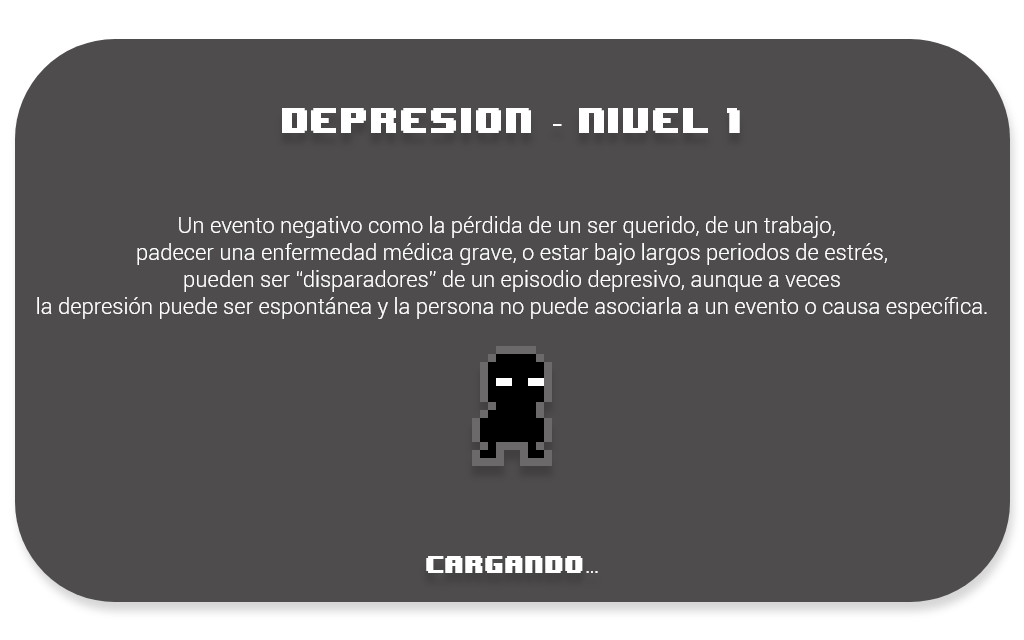 DEPRESION - NIVEL 1
Un evento negativo como la pérdida de un ser querido, de un trabajo,
padecer una enfermedad médica grave, o estar bajo largos periodos de estrés,
pueden ser “disparadores” de un episodio depresivo, aunque a veces
la depresión puede ser espontánea y la persona no puede asociarla a un evento o causa específica.
CARGANDO...